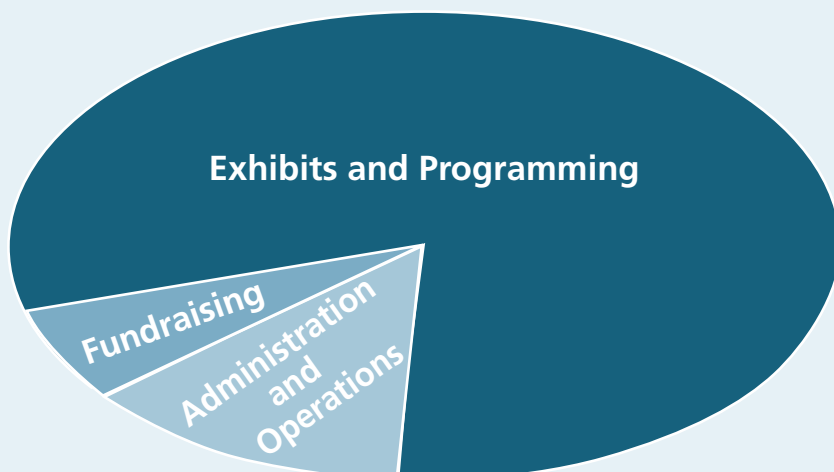 Exhibits and Programming
Fundraising
Administration
and
Operations